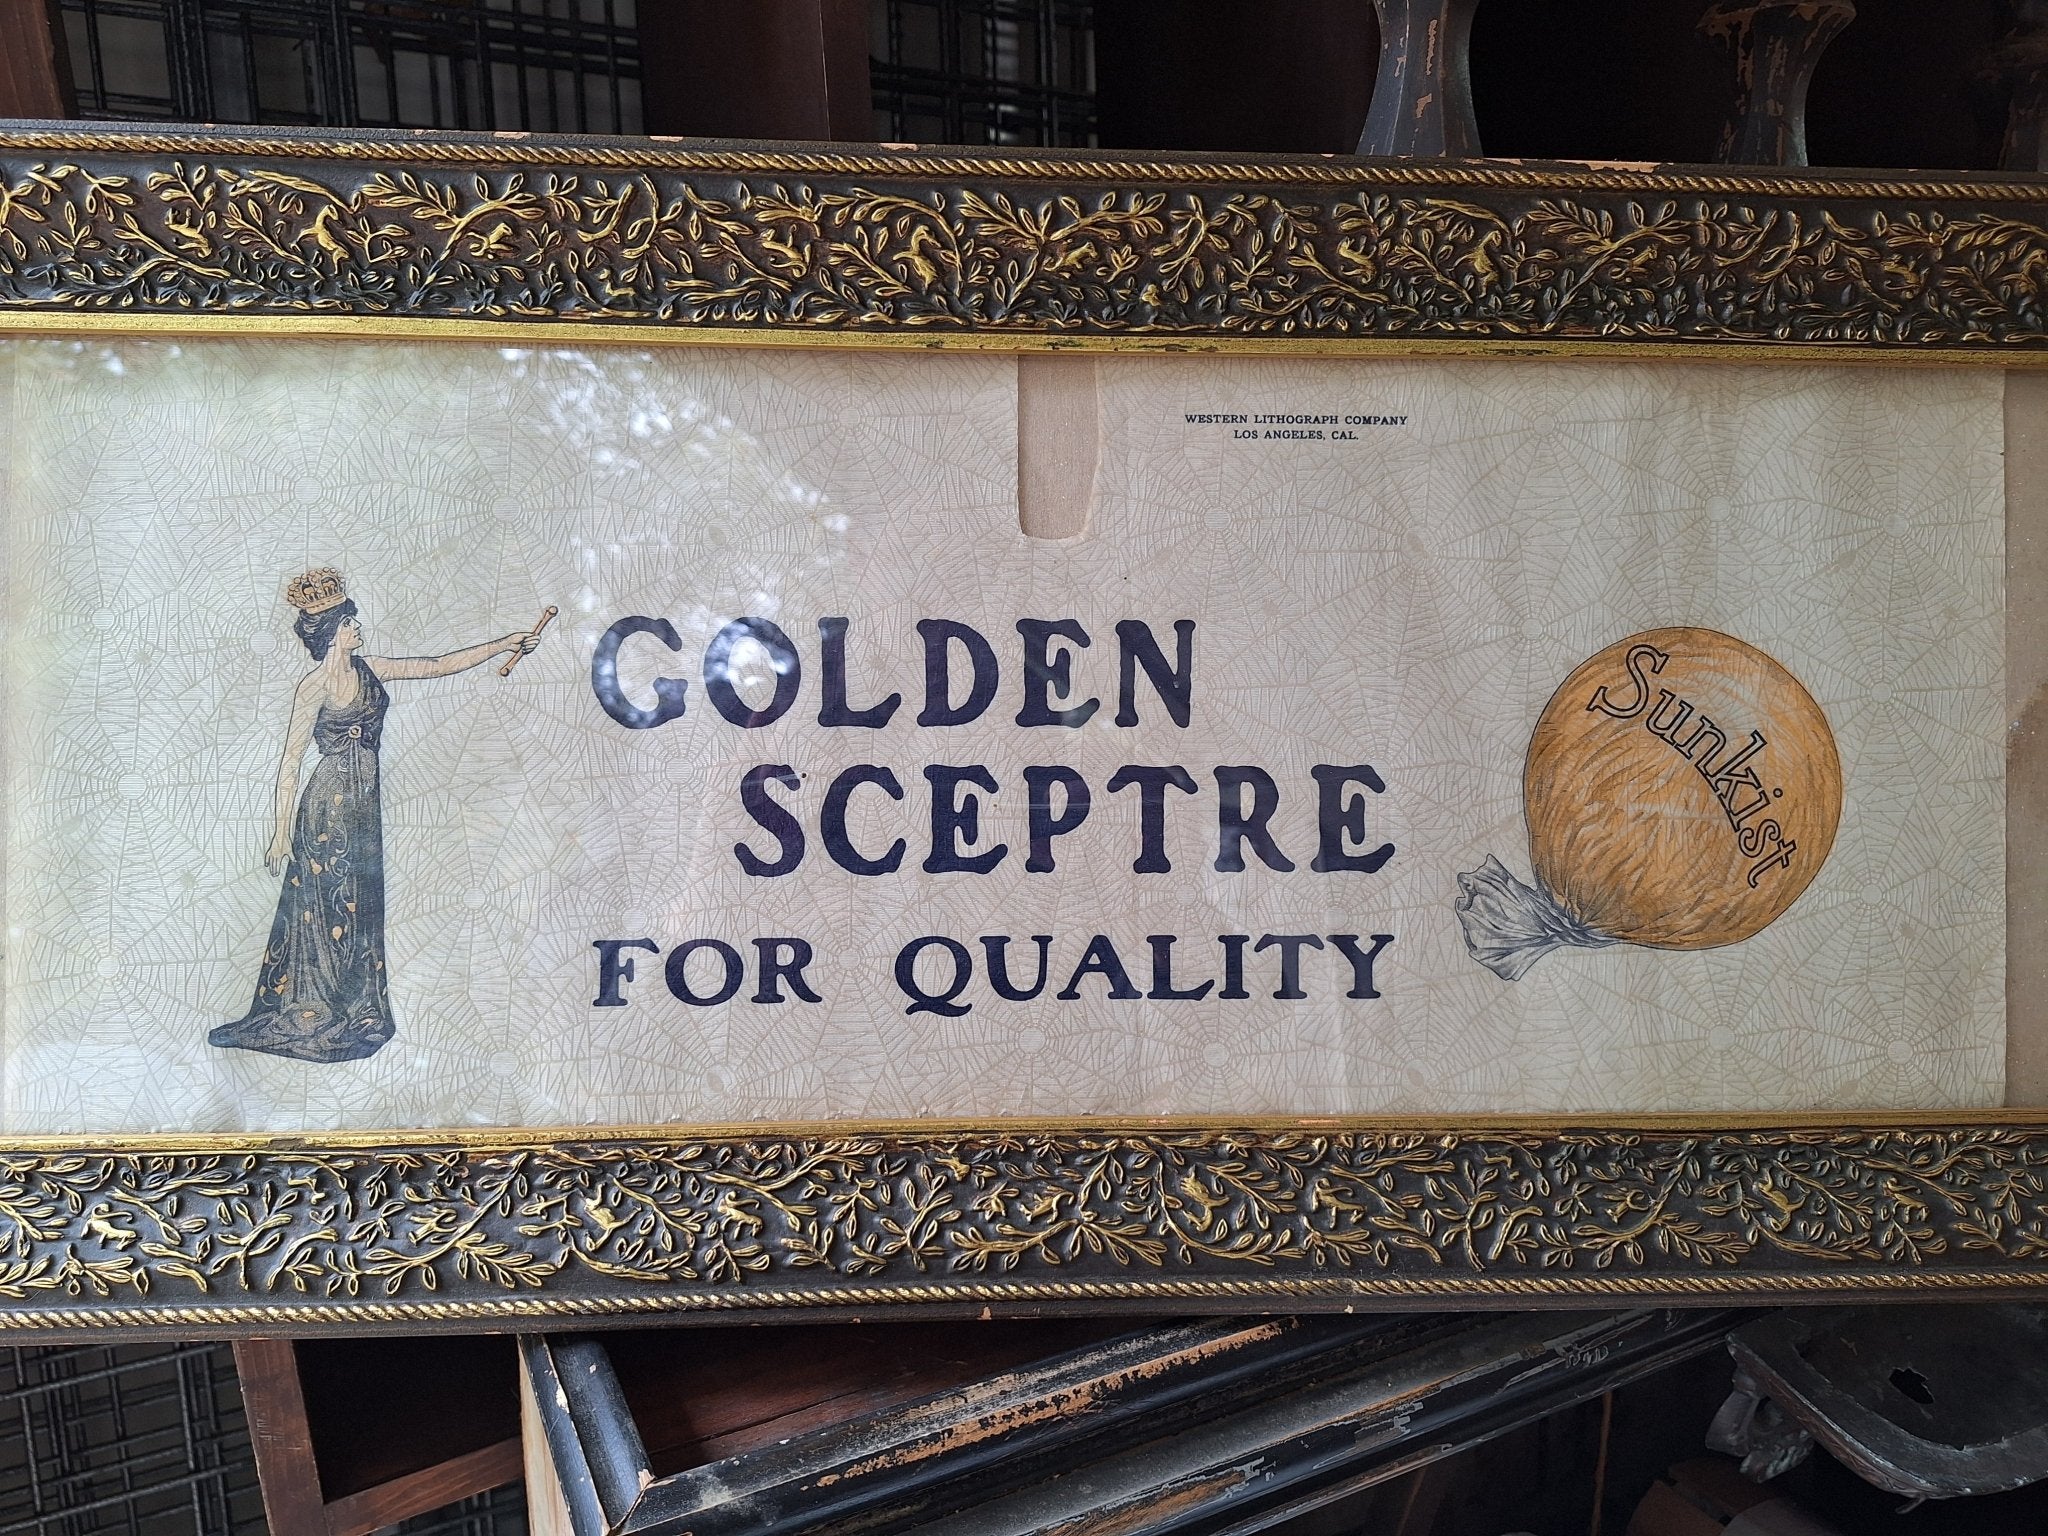 WESTERN LITHOGRAPH COMPANY
LOS ANGELES, CAL.
GOLDEN
SCEPTRE
FOR QUALITY
Sunkist